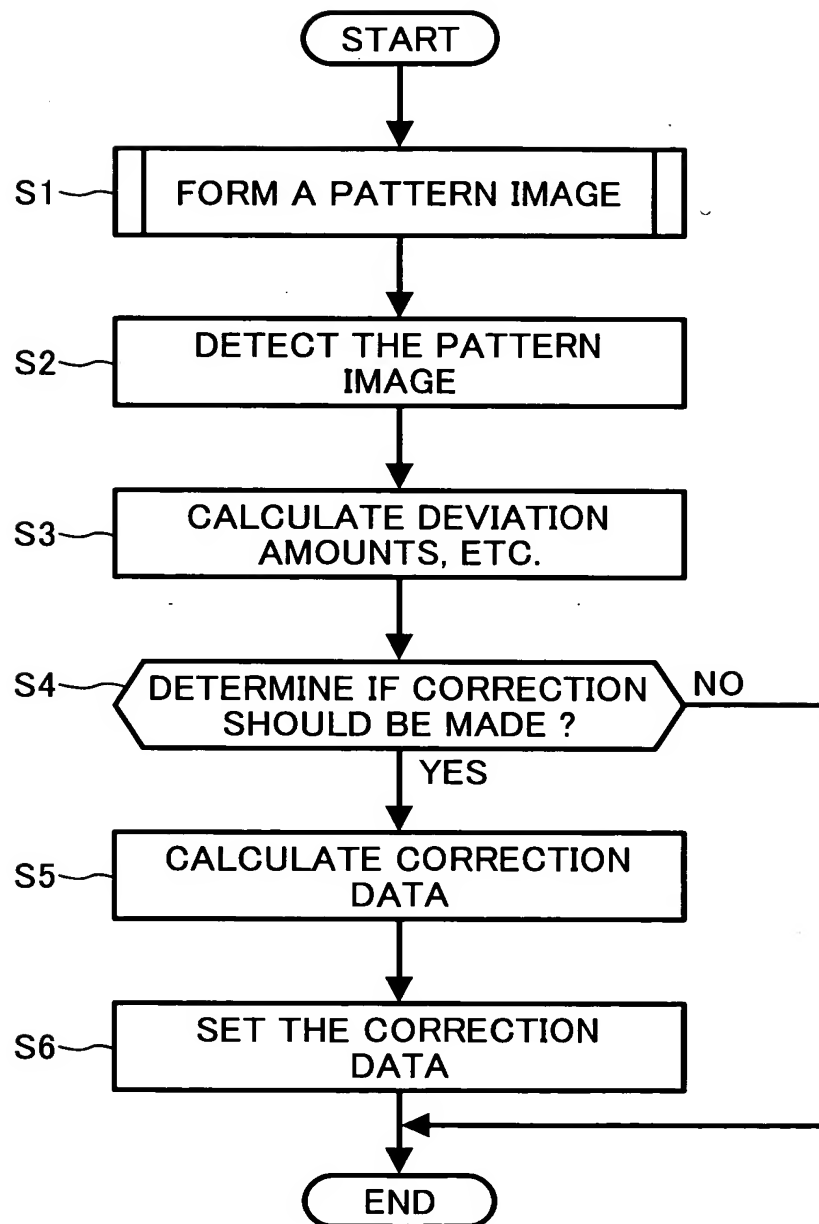 START
S1
FORM A PATTERN IMAGE
S2
DETECT THE PATTERN
IMAGE
S3
CALCULATE DEVIATION
AMOUNTS, ETC.
S4
DETERMINE IF CORRECTION
SHOULD BE MADE ?
NO
YES
S5
CALCULATE CORRECTION
DATA
S6
SET THE CORRECTION
DATA
END